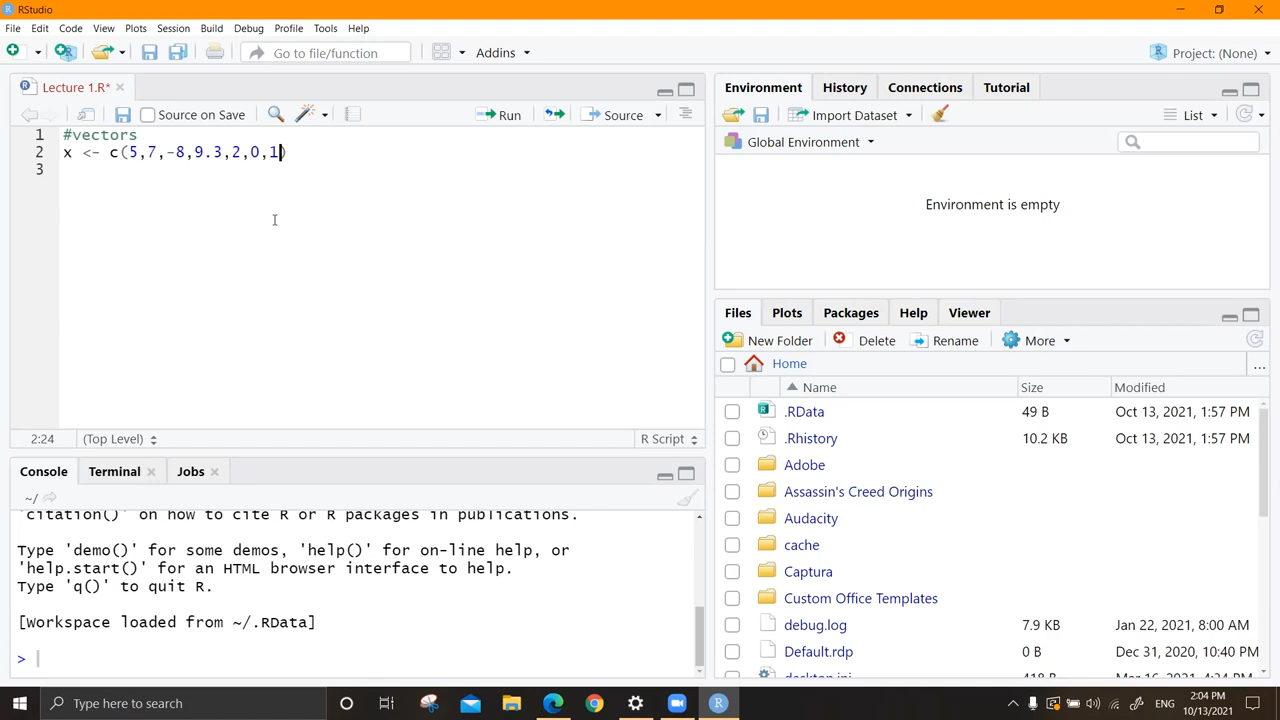 RStudio
File Edit Code View Plots Session Build Debug Profile Tools Help
Go to file/function
Addins
Project: (None)
Lecture 1.R*
Source on Save
Run
Source
1 #vectors
2 x <- c(5,7,-8,9.3,2,0,1)
3
2:24
(Top Level)
R Script
Console Terminal Jobs
~/
'citation()' on how to cite R or R packages in publications.
Type 'demo()' for some demos, 'help()' for on-line help, or
'help.start()' for an HTML browser interface to help.
Type 'q()' to quit R.
[Workspace loaded from ~/.RData]
>
Environment History Connections Tutorial
Import Dataset
List
R Global Environment
Environment is empty
Files Plots Packages Help Viewer
New Folder Delete Rename More
Home ...
Name Size Modified
.RData 49 B Oct 13, 2021, 1:57 PM
.Rhistory 10.2 KB Oct 13, 2021, 1:57 PM
Adobe
Assassin's Creed Origins
Audacity
cache
Captura
Custom Office Templates
debug.log 7.9 KB Jan 22, 2021, 8:00 AM
Default.rdp 0 B Dec 31, 2020, 10:40 PM
desktop.ini 418 B
Type here to search
ENG
2:04 PM
10/13/2021